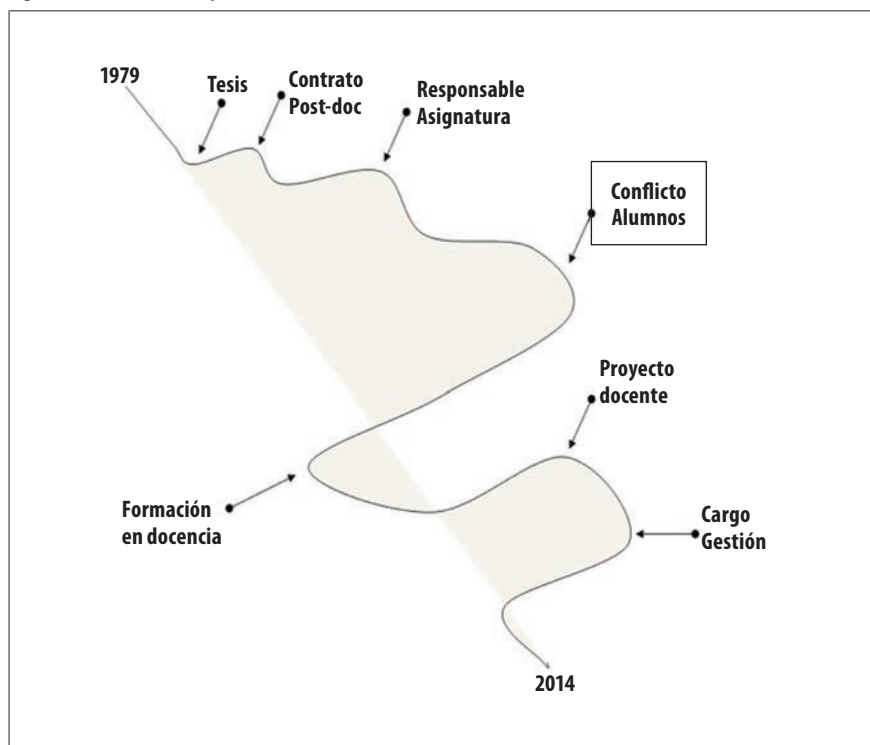 1979
Tesis
Contrato
Post-doc
Responsable
Asignatura
Conflicto
Alumnos
Proyecto
docente
Formación
en docencia
Cargo
Gestión
2014